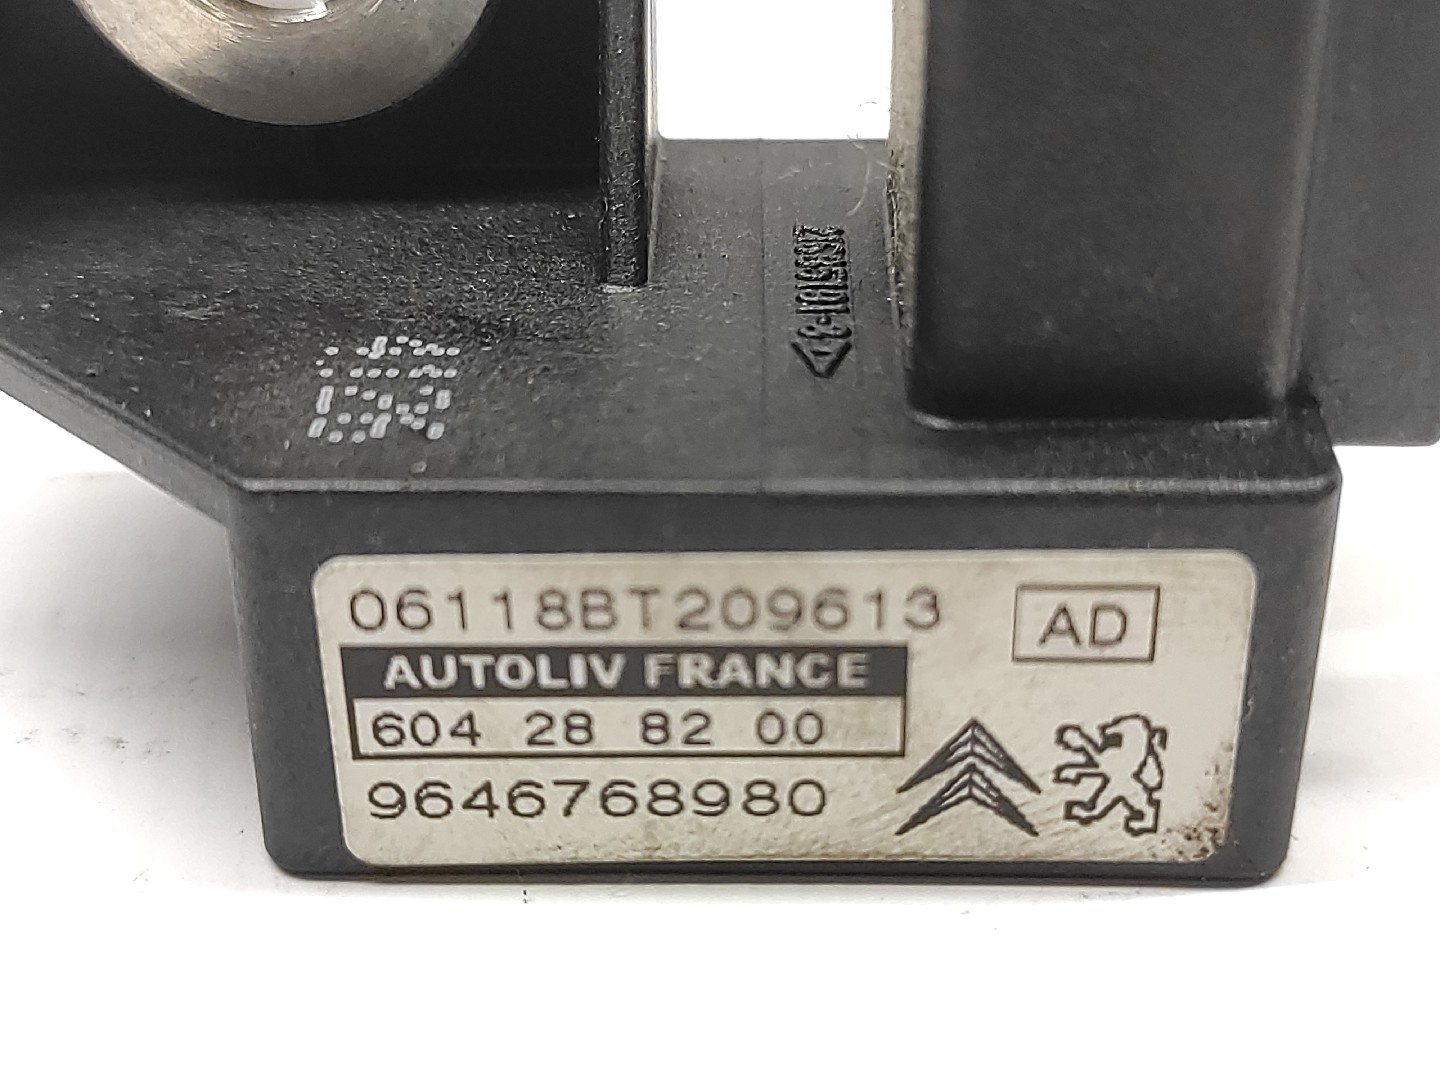 06118BT209613
AD
AUTOLIV FRANCE
604 28 82 00
9646768980